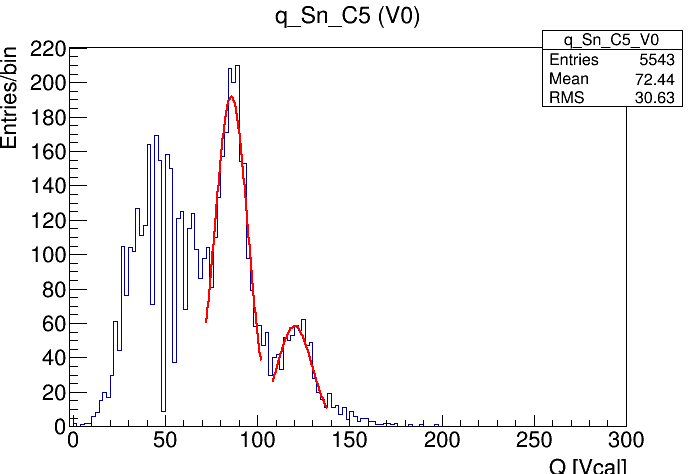 q_Sn_C5 (V0)
q_Sn_C5_V0
Entries 5543
Mean 72.44
RMS 30.63
Entries/bin
220
200
180
160
140
120
100
80
60
40
20
0
0 50 100 150 200 250 300
Q [Vcal]